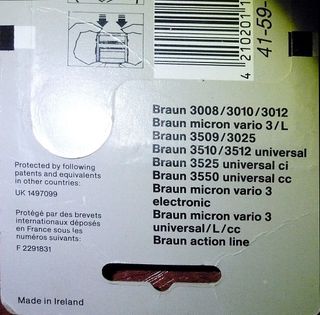 4 210201 1
41-59-
Braun 3008/3010/3012
Braun micron vario 3/L
Braun 3509/3025
Braun 3510/3512 universal
Braun 3525 universal ci
Braun 3550 universal cc
Braun micron vario 3
electronic
Braun micron vario 3
universal/L/cc
Braun action line
Protected by following
patents and equivalents
in other countries:
UK 1497099
Protégé par des brevets
internationaux déposés
en France sous les
numéros suivants:
F 2291831
Made in Ireland